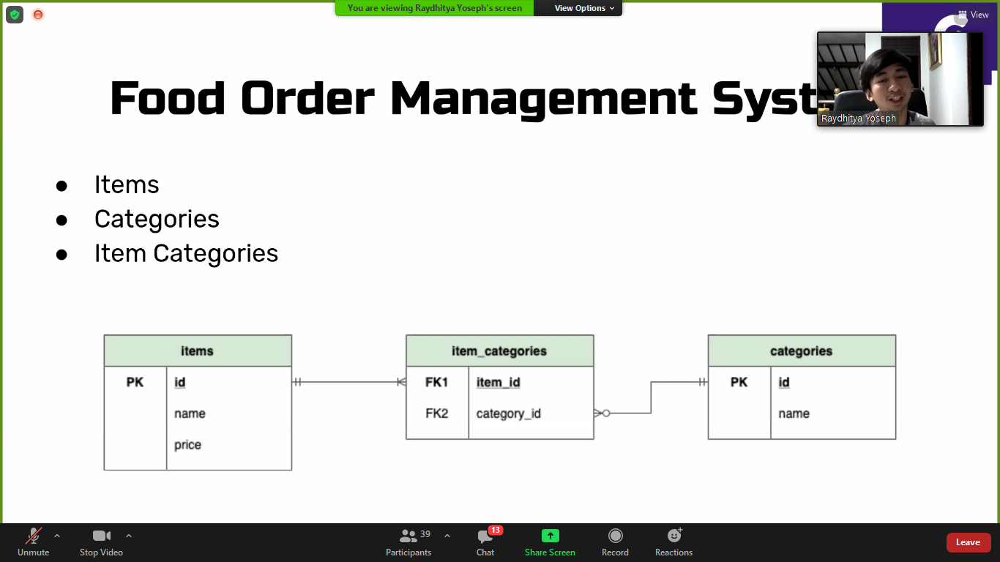 You are viewing Raydhitya Yoseph's screen
View Options
View
Food Order Management Syst
Raydhitya Yoseph
Items
Categories
Item Categories
items
PK id
name
price
item_categories
FK1 item_id
FK2 category_id
categories
PK id
name
Unmute
Stop Video
Participants
39
Chat
13
Share Screen
Record
Reactions
Leave